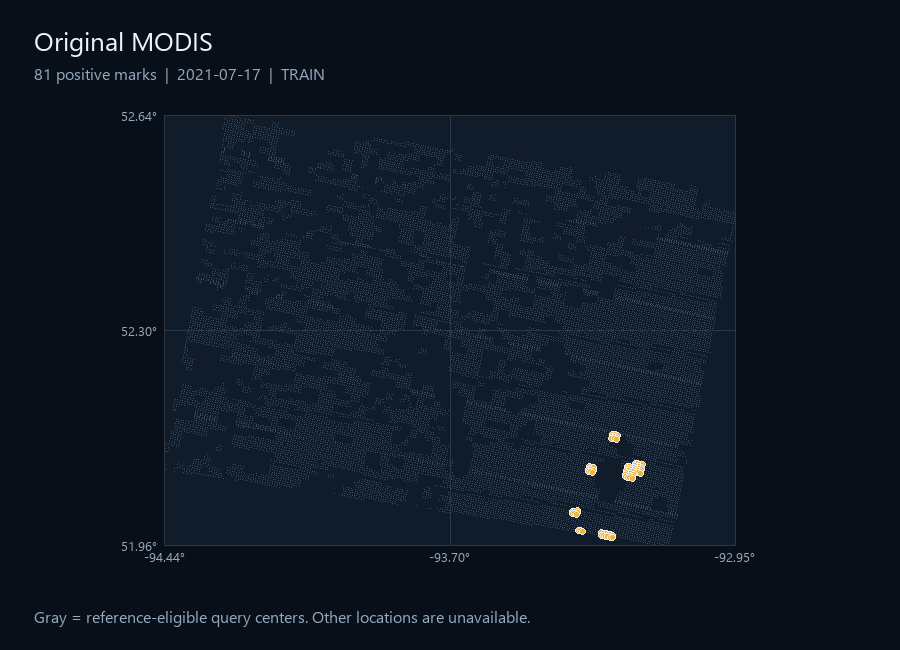 Original MODIS
81 positive marks | 2021-07-17 | TRAIN
52.64°
52.30°
51.96°
-94.44°
-93.70°
-92.95°
Gray = reference-eligible query centers. Other locations are unavailable.